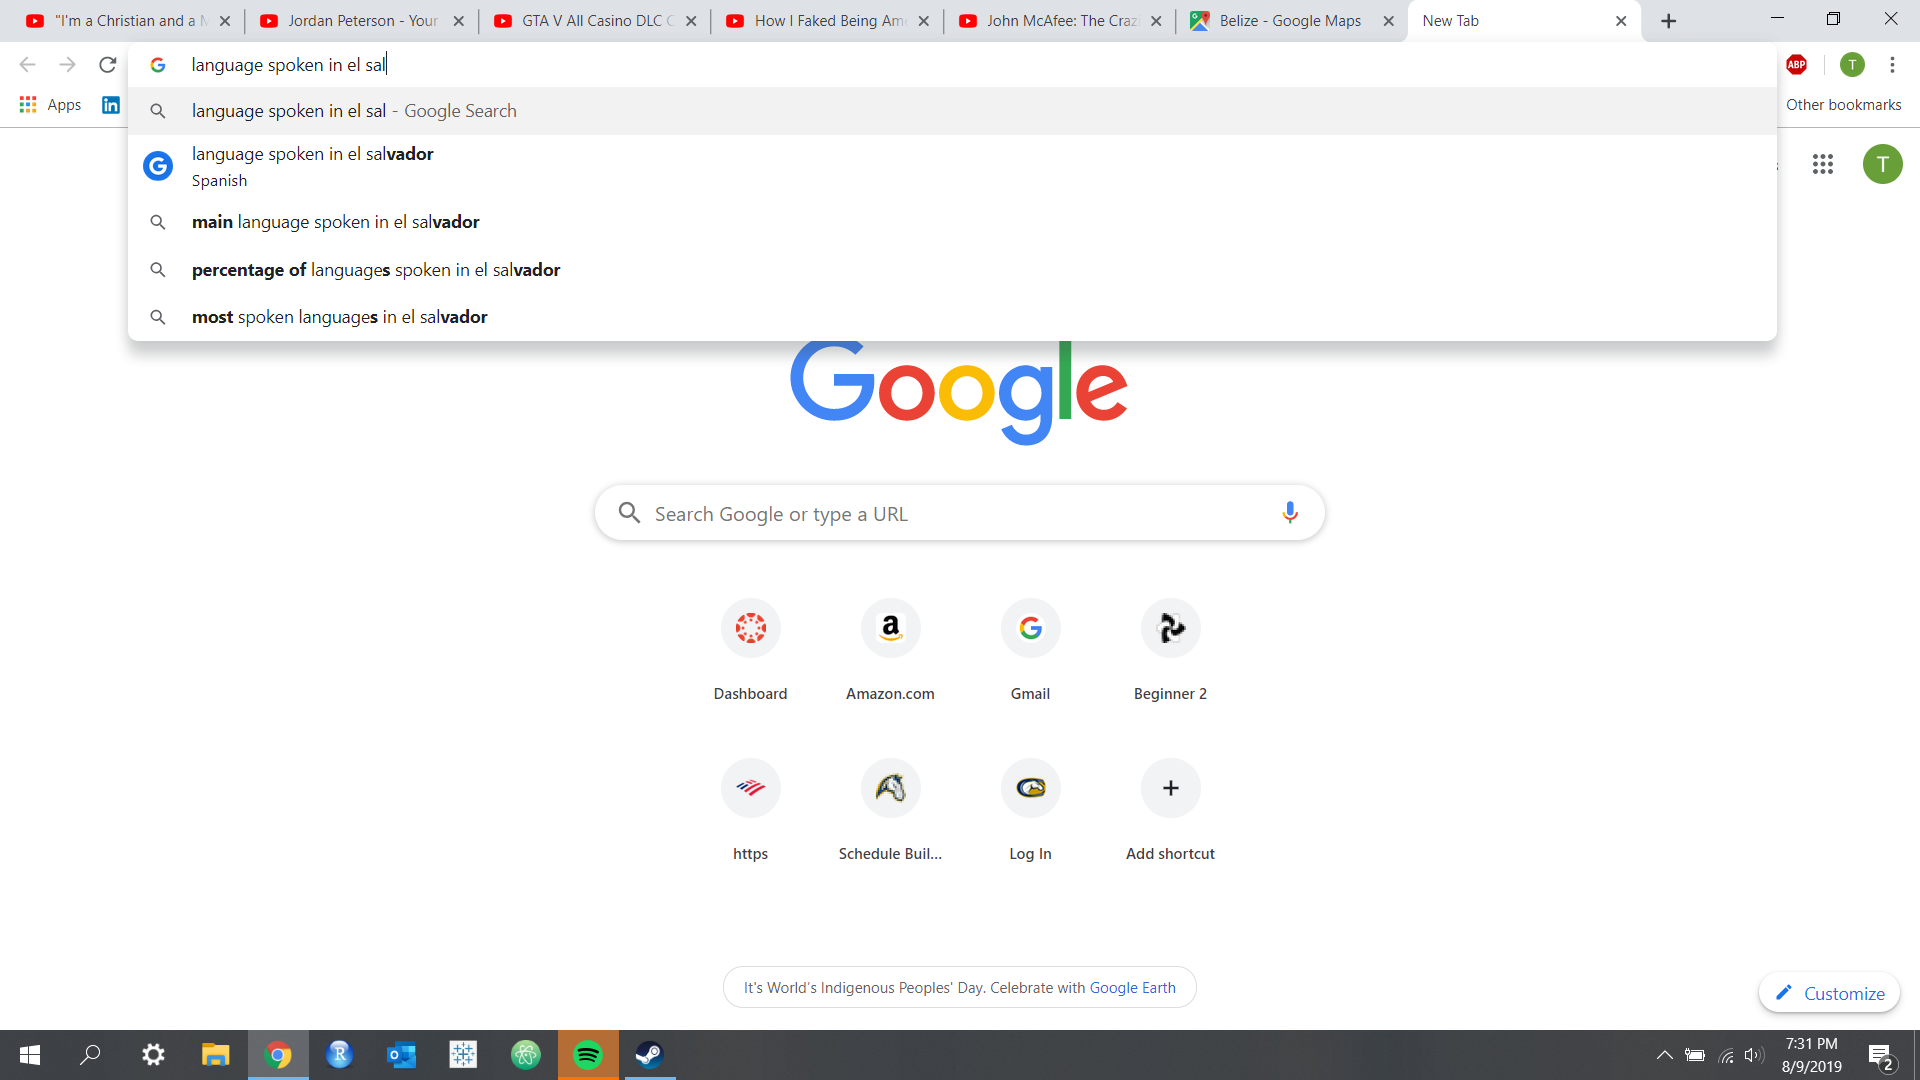 "I'm a Christian and a
Jordan Peterson - Your
GTA V All Casino DLC
How I Faked Being Am
John McAfee: The Craz
Belize - Google Maps
New Tab
language spoken in el sal
ABP
T
Apps
in
Other bookmarks
language spoken in el sal - Google Search
language spoken in el salvador
Spanish
T
main language spoken in el salvador
percentage of languages spoken in el salvador
most spoken languages in el salvador
Google
Search Google or type a URL
Dashboard
Amazon.com
Gmail
Beginner 2
https
Schedule Buil...
Log In
Add shortcut
It's World's Indigenous Peoples' Day. Celebrate with Google Earth
Customize
7:31 PM
8/9/2019
2